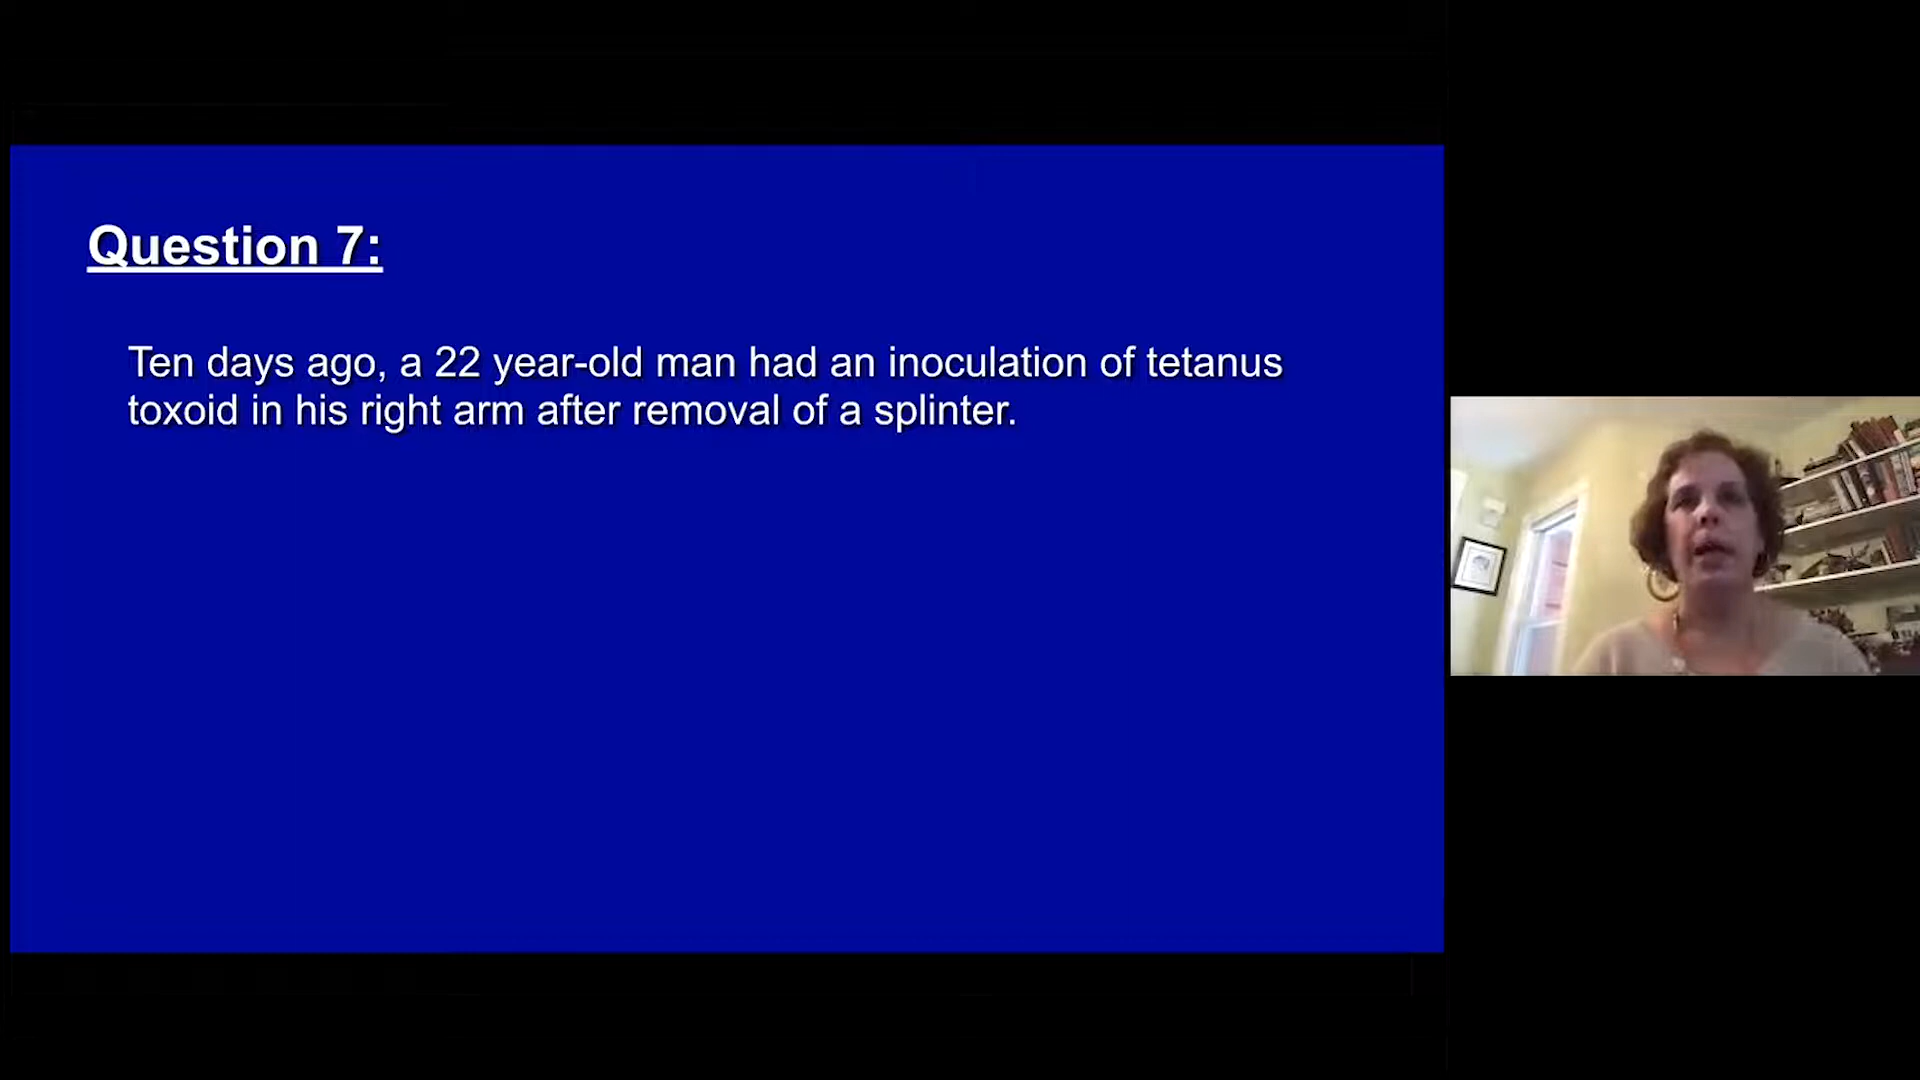 Question 7:
Ten days ago, a 22 year-old man had an inoculation of tetanus
toxoid in his right arm after removal of a splinter.